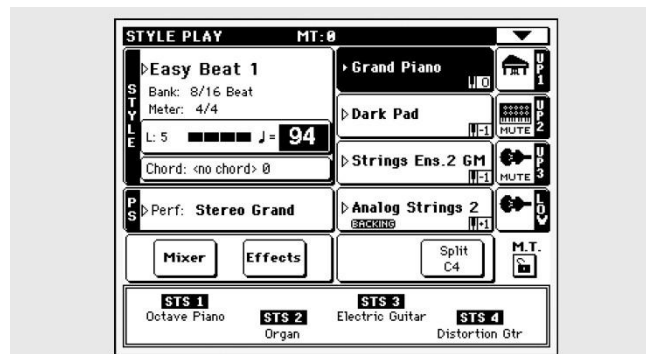 STYLE PLAY MT:0
STYLE
Easy Beat 1
Bank: 8/16 Beat
Meter: 4/4
L: 5 ♩= 94
Chord: <no chord> 0
PS
Perf: Stereo Grand
Mixer
Effects
Grand Piano
0
UP1
Dark Pad
-1
MUTE
UP2
Strings Ens.2 GM
-1
MUTE
UP3
Analog Strings 2
BACKING
+1
LOW
Split
C4
M.T.
STS 1
Octave Piano
STS 2
Organ
STS 3
Electric Guitar
STS 4
Distortion Gtr